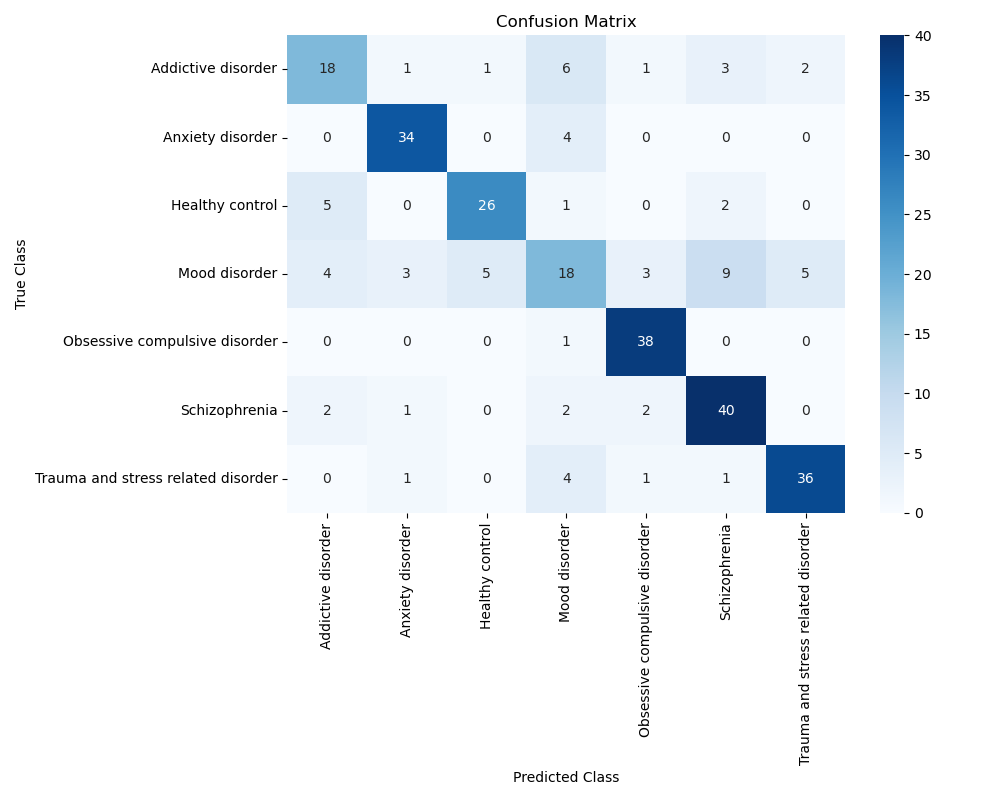 Confusion Matrix
Addictive disorder 18 1 1 6 1 3 2
Anxiety disorder 0 34 0 4 0 0 0
Healthy control 5 0 26 1 0 2 0
Mood disorder 4 3 5 18 3 9 5
Obsessive compulsive disorder 0 0 0 1 38 0 0
Schizophrenia 2 1 0 2 2 40 0
Trauma and stress related disorder 0 1 0 4 1 1 36
True Class
Addictive disorder
Anxiety disorder
Healthy control
Mood disorder
Obsessive compulsive disorder
Schizophrenia
Trauma and stress related disorder
Predicted Class
40
35
30
25
20
15
10
5
0